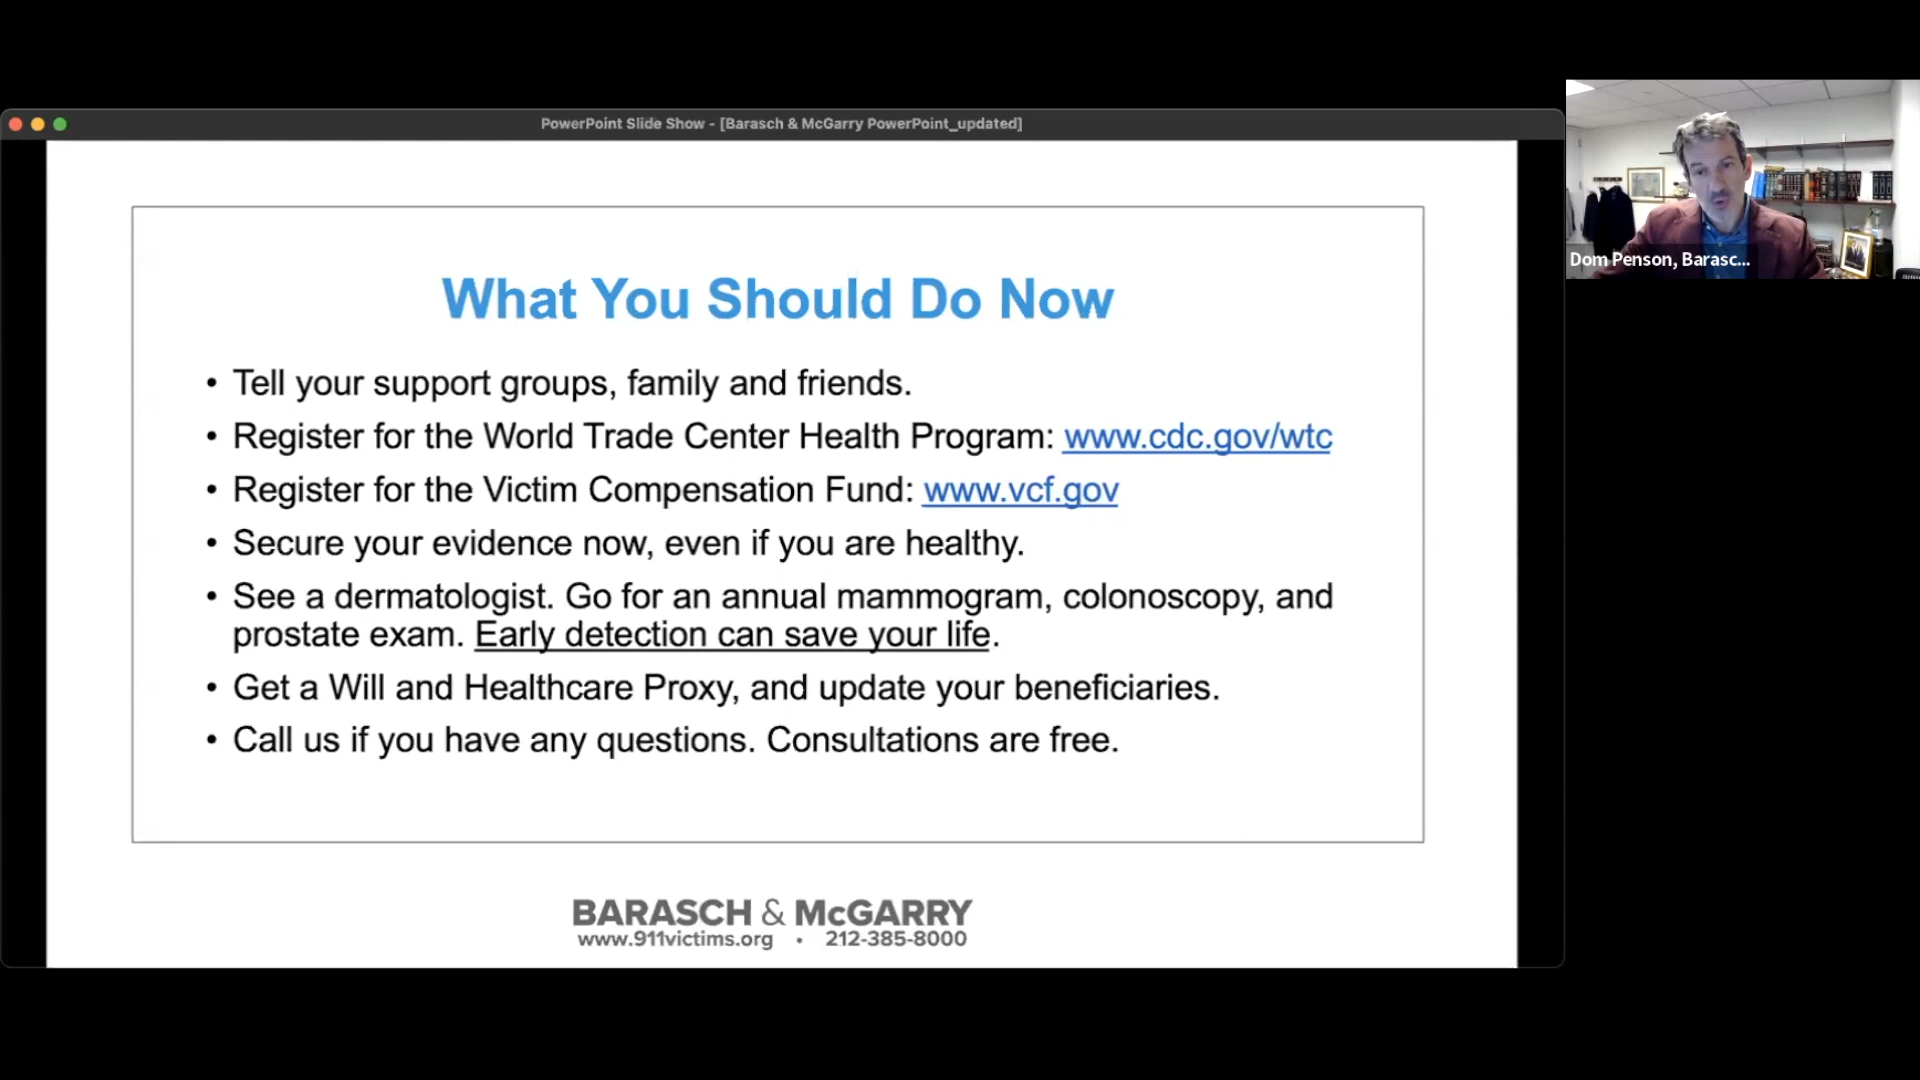 PowerPoint Slide Show - [Barasch & McGarry PowerPoint_updated]
What You Should Do Now
• Tell your support groups, family and friends.
• Register for the World Trade Center Health Program: www.cdc.gov/wtc
• Register for the Victim Compensation Fund: www.vcf.gov
• Secure your evidence now, even if you are healthy.
• See a dermatologist. Go for an annual mammogram, colonoscopy, and
prostate exam. Early detection can save your life.
• Get a Will and Healthcare Proxy, and update your beneficiaries.
• Call us if you have any questions. Consultations are free.
BARASCH & McGARRY
www.911victims.org • 212-385-8000
Dom Penson, Barasc...